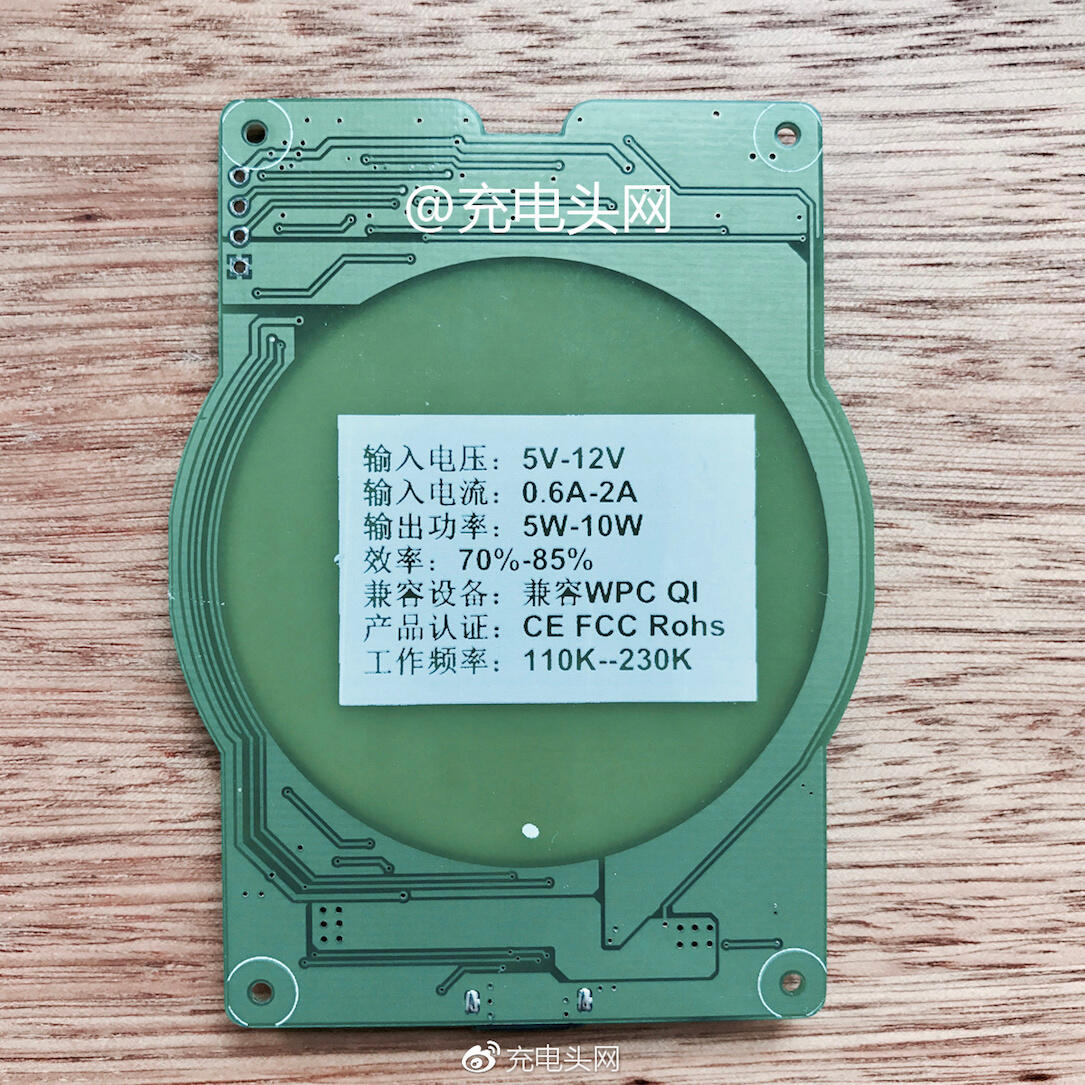 @充电头网
输入电压：5V-12V
输入电流：0.6A-2A
输出功率：5W-10W
效率：70%-85%
兼容设备：兼容WPC QI
产品认证：CE FCC Rohs
工作频率：110K--230K
充电头网